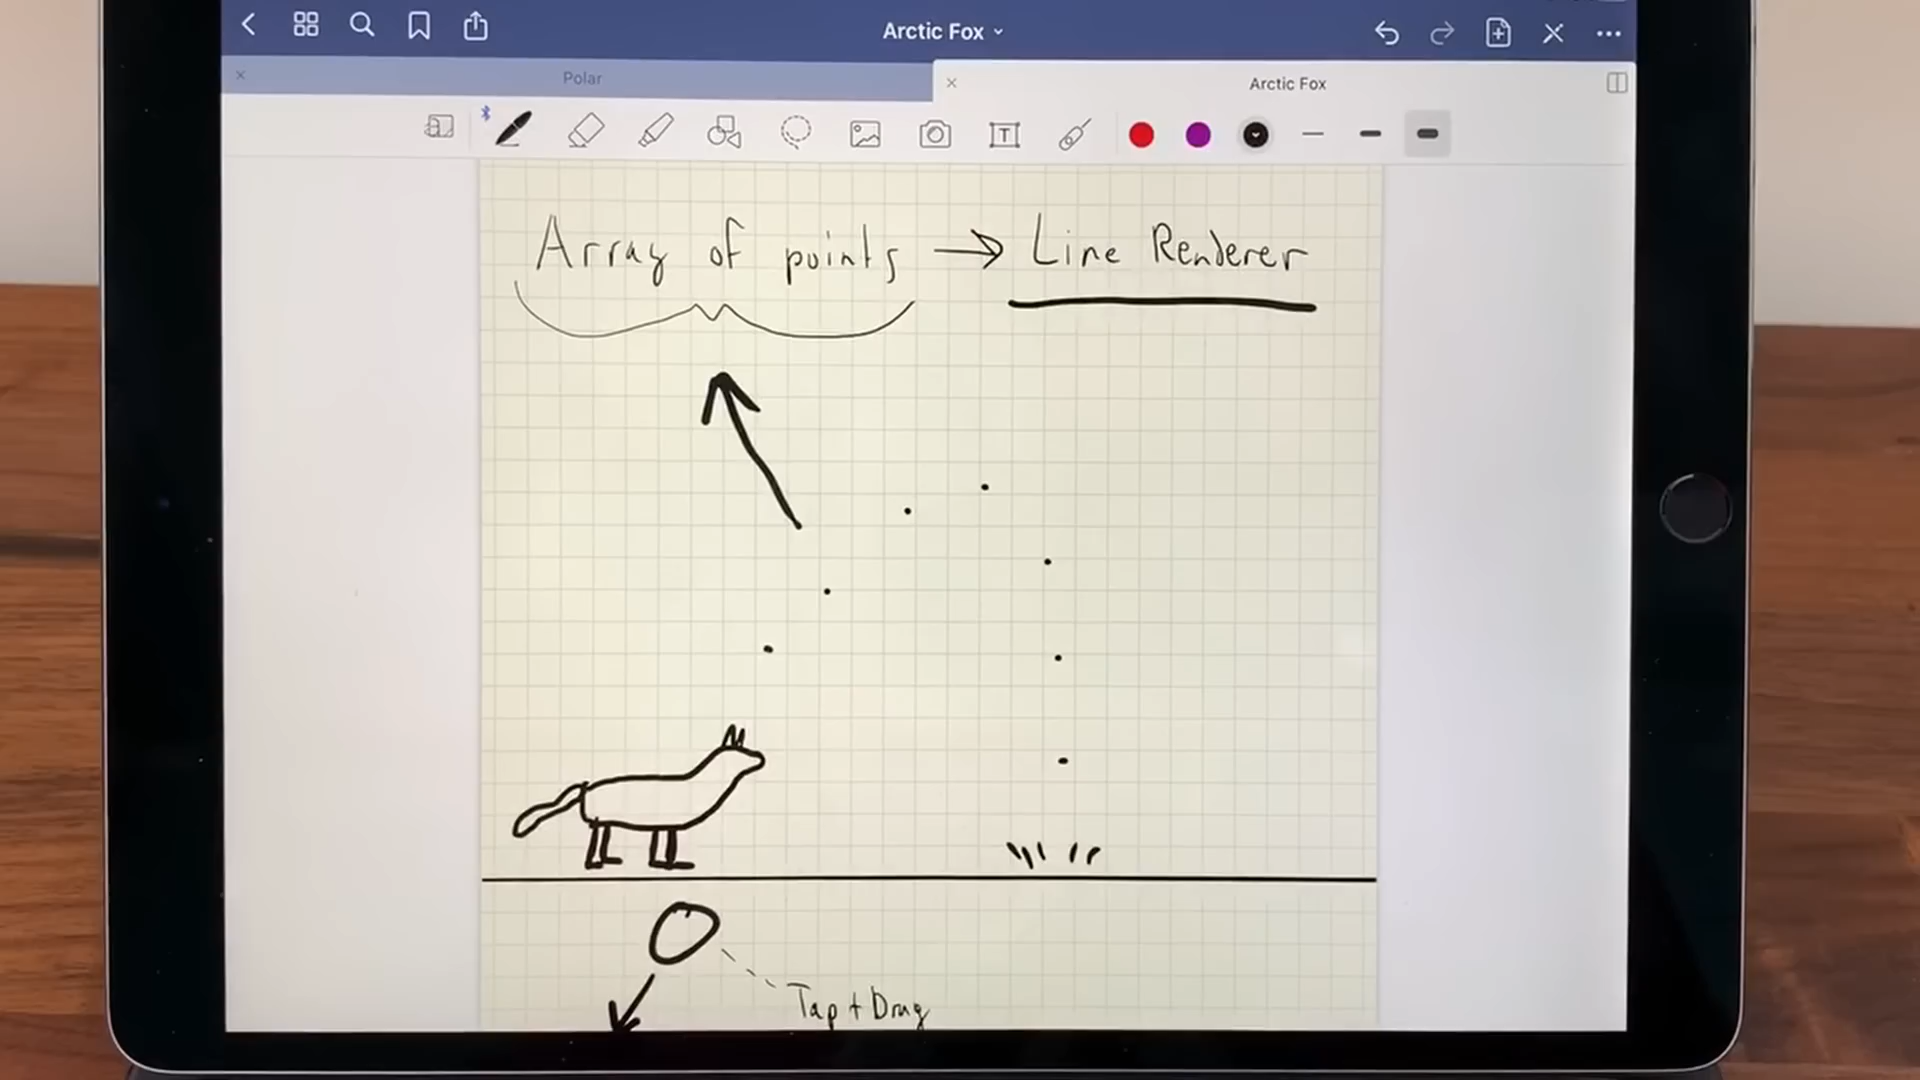 Arctic Fox
Polar
Arctic Fox
T
Array of points → Line Renderer
Tap + Drag